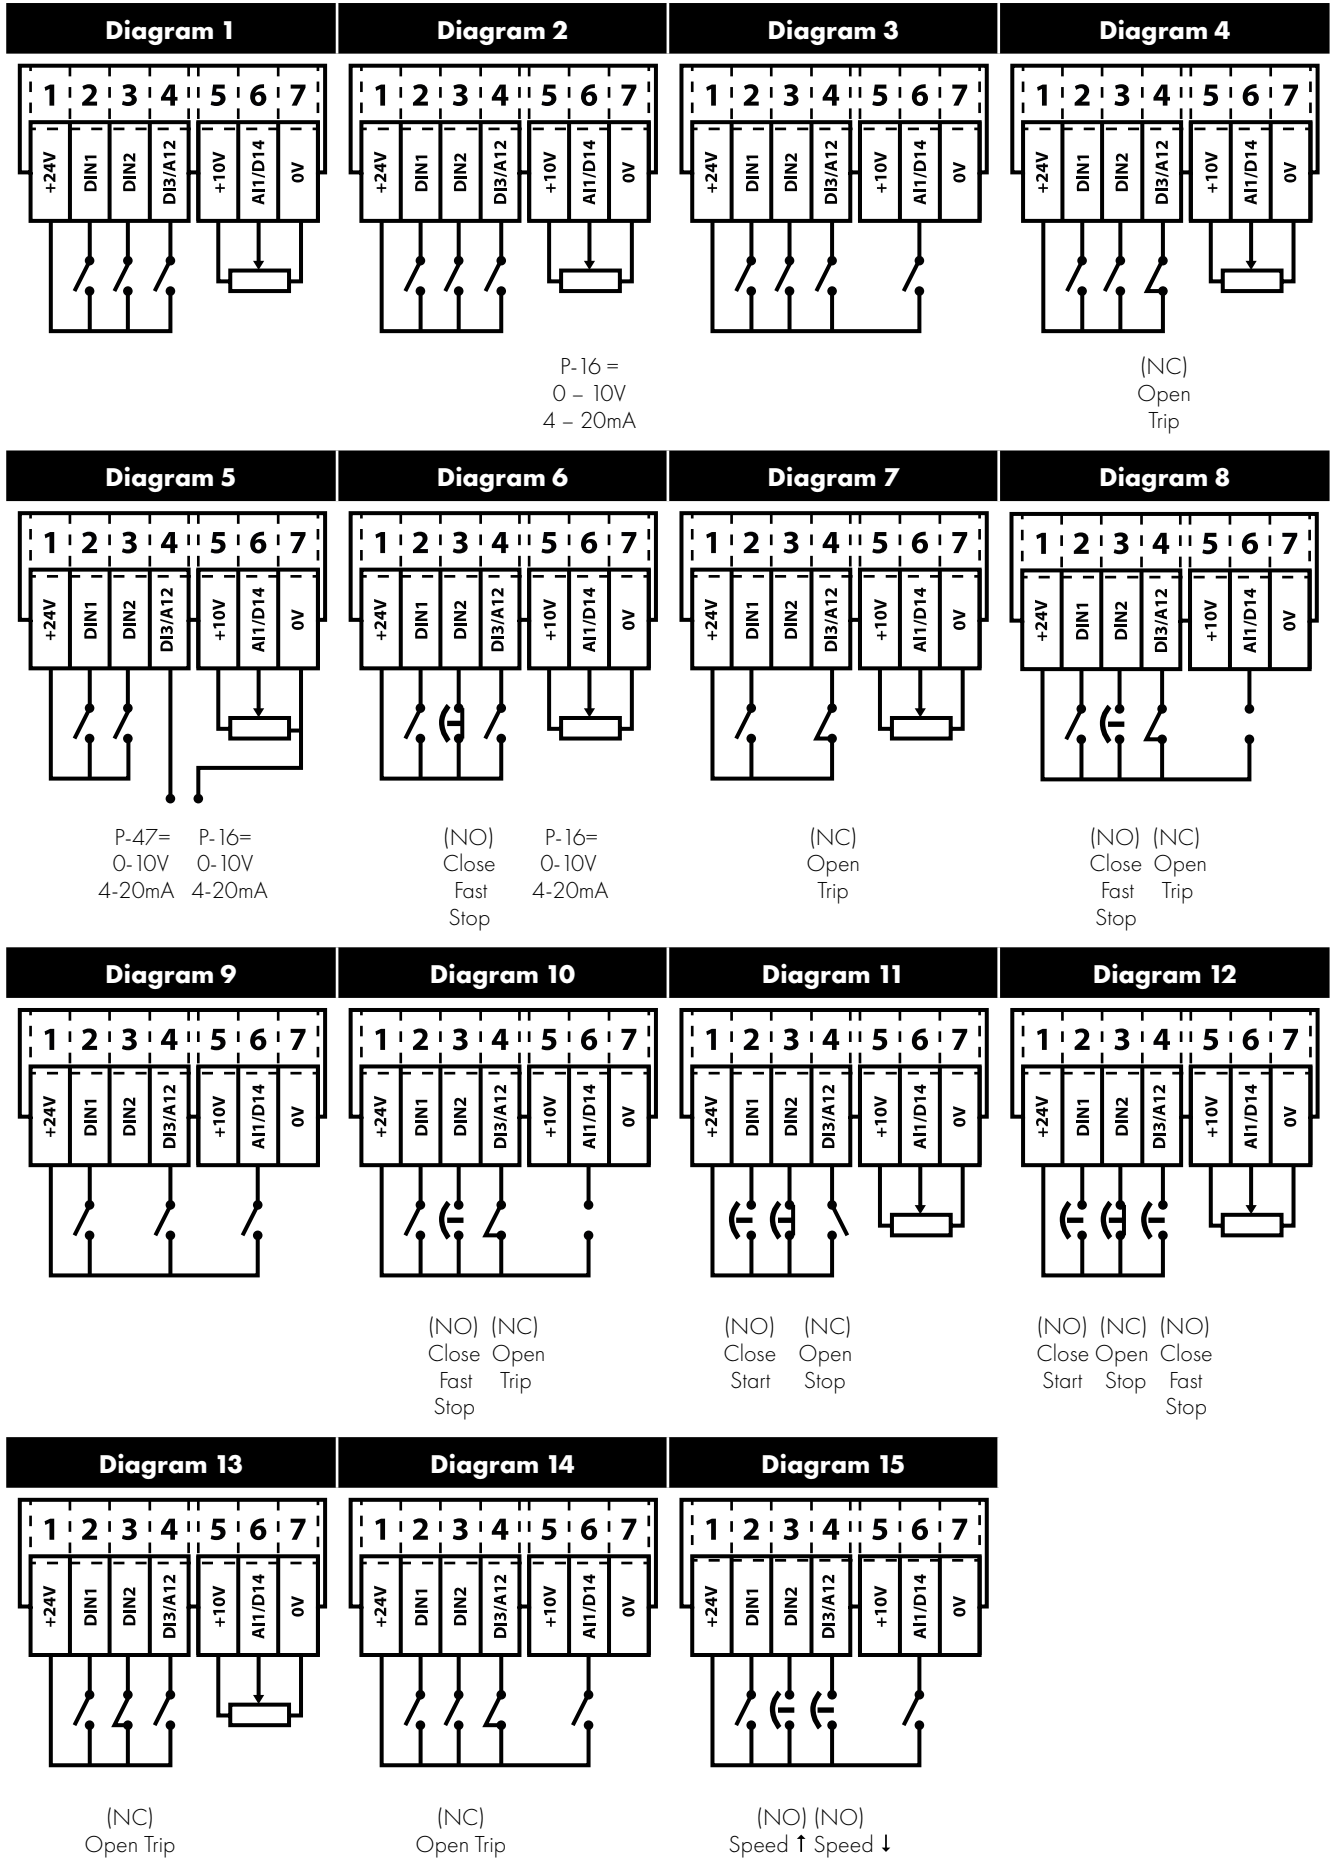 Diagram 1 Diagram 2 Diagram 3 Diagram 4
1 2 3 4 5 6 7 1 2 3 4 5 6 7 1 2 3 4 5 6 7 1 2 3 4 5 6 7
+24V DIN1 DIN2 DI3/A12 +10V AI1/D14 0V +24V DIN1 DIN2 DI3/A12 +10V AI1/D14 0V +24V DIN1 DIN2 DI3/A12 +10V AI1/D14 0V +24V DIN1 DIN2 DI3/A12 +10V AI1/D14 0V
P-16 = (NC)
0 – 10V Open
4 – 20mA Trip
Diagram 5 Diagram 6 Diagram 7 Diagram 8
1 2 3 4 5 6 7 1 2 3 4 5 6 7 1 2 3 4 5 6 7 1 2 3 4 5 6 7
+24V DIN1 DIN2 DI3/A12 +10V AI1/D14 0V +24V DIN1 DIN2 DI3/A12 +10V AI1/D14 0V +24V DIN1 DIN2 DI3/A12 +10V AI1/D14 0V +24V DIN1 DIN2 DI3/A12 +10V AI1/D14 0V
P-47= P-16= (NO) P-16= (NC) (NO) (NC)
0-10V 0-10V Close 0-10V Open Close Open
4-20mA 4-20mA Fast 4-20mA Trip Fast Trip
Stop Stop
Diagram 9 Diagram 10 Diagram 11 Diagram 12
1 2 3 4 5 6 7 1 2 3 4 5 6 7 1 2 3 4 5 6 7 1 2 3 4 5 6 7
+24V DIN1 DIN2 DI3/A12 +10V AI1/D14 0V +24V DIN1 DIN2 DI3/A12 +10V AI1/D14 0V +24V DIN1 DIN2 DI3/A12 +10V AI1/D14 0V +24V DIN1 DIN2 DI3/A12 +10V AI1/D14 0V
(NO) (NC) (NO) (NC) (NO) (NC) (NO)
Close Open Close Open Close Open Close
Fast Trip Start Stop Start Stop Fast
Stop Stop
Diagram 13 Diagram 14 Diagram 15
1 2 3 4 5 6 7 1 2 3 4 5 6 7 1 2 3 4 5 6 7
+24V DIN1 DIN2 DI3/A12 +10V AI1/D14 0V +24V DIN1 DIN2 DI3/A12 +10V AI1/D14 0V +24V DIN1 DIN2 DI3/A12 +10V AI1/D14 0V
(NC) (NC) (NO) (NO)
Open Trip Open Trip Speed ↑ Speed ↓